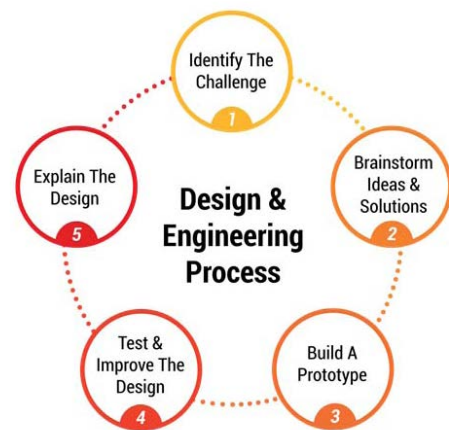 Identify The
Challenge
1
Brainstorm
Ideas &
Solutions
2
Build A
Prototype
3
Test &
Improve The
Design
4
Explain The
Design
5
Design &
Engineering
Process